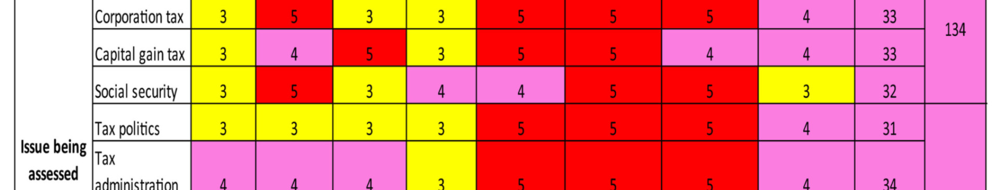 Corporation tax 3 5 3 3 5 5 5 4 33
134
Capital gain tax 3 4 5 3 5 5 4 4 33
Social security 3 5 3 4 4 5 5 3 32
Tax politics 3 3 3 3 5 5 5 4 31
Issue being
assessed
Tax
administration 4 4 4 3 5 5 5 4 34